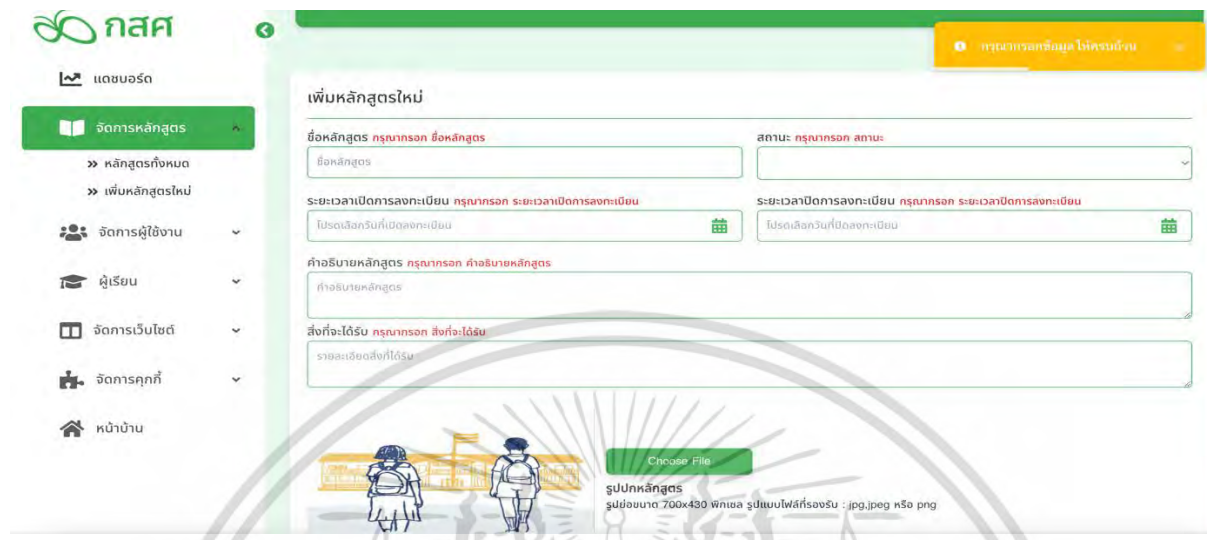 กสศ
กรุณากรอกข้อมูลให้ครบถ้วน
แดชบอร์ด
จัดการหลักสูตร
หลักสูตรทั้งหมด
เพิ่มหลักสูตรใหม่
จัดการผู้ใช้งาน
ผู้เรียน
จัดการเว็บไซต์
จัดการคุกกี้
หน้าบ้าน
เพิ่มหลักสูตรใหม่
ชื่อหลักสูตร กรุณากรอก ชื่อหลักสูตร
ชื่อหลักสูตร
สถานะ กรุณากรอก สถานะ
ระยะเวลาเปิดการลงทะเบียน กรุณากรอก ระยะเวลาเปิดการลงทะเบียน
โปรดเลือกวันที่เปิดลงทะเบียน
ระยะเวลาปิดการลงทะเบียน กรุณากรอก ระยะเวลาปิดการลงทะเบียน
โปรดเลือกวันที่ปิดลงทะเบียน
คำอธิบายหลักสูตร กรุณากรอก คำอธิบายหลักสูตร
คำอธิบายหลักสูตร
สิ่งที่จะได้รับ กรุณากรอก สิ่งที่จะได้รับ
รายละเอียดสิ่งที่ได้รับ
Choose File
รูปปกหลักสูตร
รูปย่อขนาด 700x430 พิกเซล รูปแบบไฟล์ที่รองรับ : jpg,jpeg หรือ png